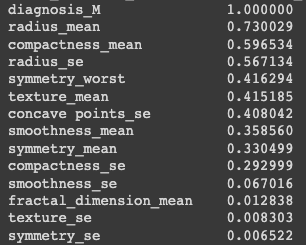 diagnosis_M 1.000000
radius_mean 0.730029
compactness_mean 0.596534
radius_se 0.567134
symmetry_worst 0.416294
texture_mean 0.415185
concave points_se 0.408042
smoothness_mean 0.358560
symmetry_mean 0.330499
compactness_se 0.292999
smoothness_se 0.067016
fractal_dimension_mean 0.012838
texture_se 0.008303
symmetry_se 0.006522